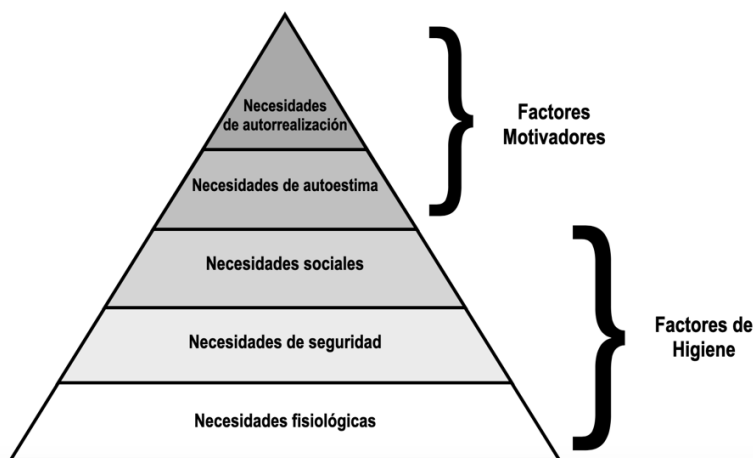 Necesidades
de autorrealización
Factores
Motivadores
Necesidades de autoestima
Necesidades sociales
Necesidades de seguridad
Factores de
Higiene
Necesidades fisiológicas